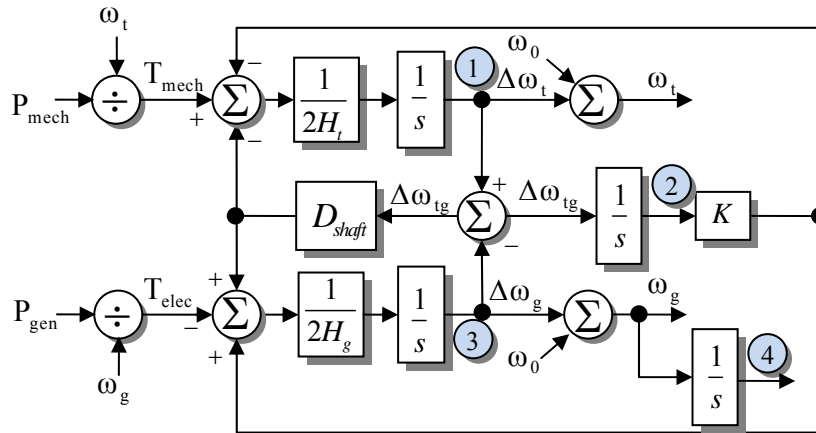 ω_t
P_mech ÷ T_mech + − − Σ 1/2H_t 1/s 1 Δω_t ω_0 Σ ω_t
D_shaft Δω_tg + − Σ Δω_tg 1/s 2 K
P_gen ÷ T_elec + − + Σ 1/2H_g 1/s 3 Δω_g ω_0 Σ ω_g
ω_g
1/s 4